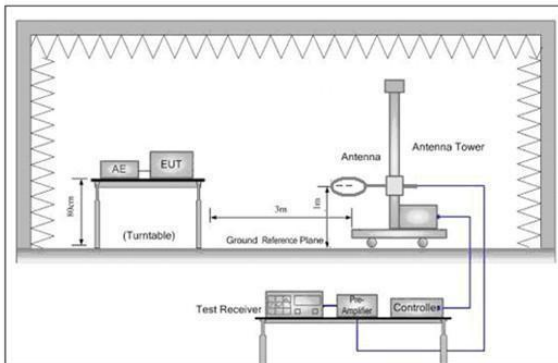 Antenna Tower
Antenna
EUT
AE
80cm
1m
3m
(Turntable)
Ground Reference Plane
Test Receiver
Pre-
Amplifier
Controller